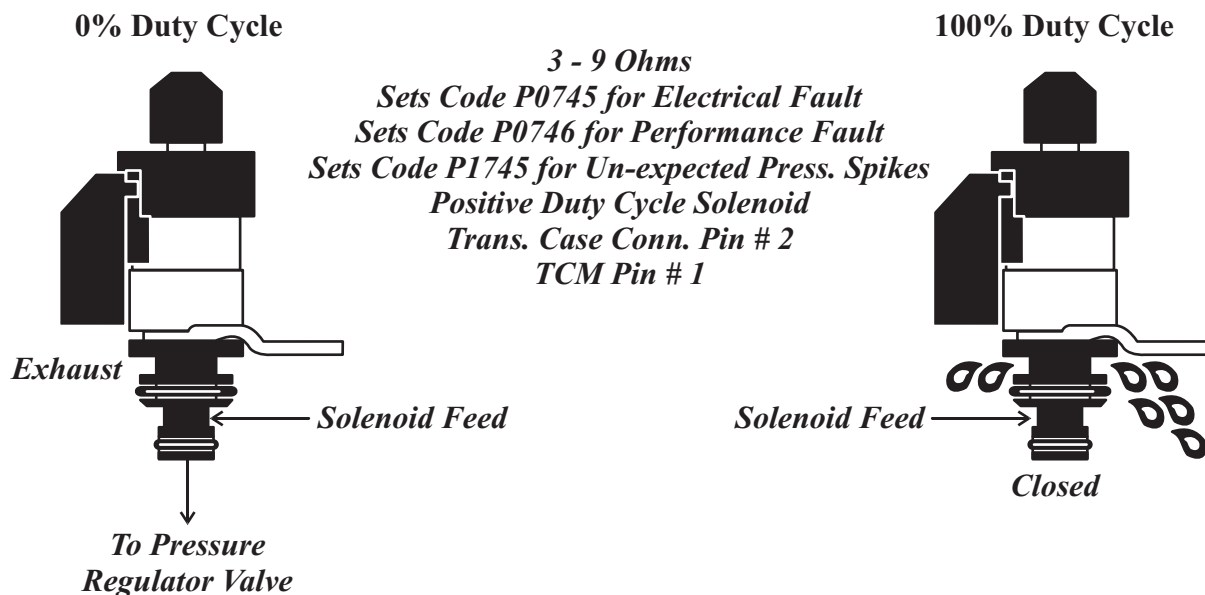 0% Duty Cycle
100% Duty Cycle
3 - 9 Ohms
Sets Code P0745 for Electrical Fault
Sets Code P0746 for Performance Fault
Sets Code P1745 for Un-expected Press. Spikes
Positive Duty Cycle Solenoid
Trans. Case Conn. Pin # 2
TCM Pin # 1
Exhaust
Solenoid Feed
To Pressure
Regulator Valve
Solenoid Feed
Closed